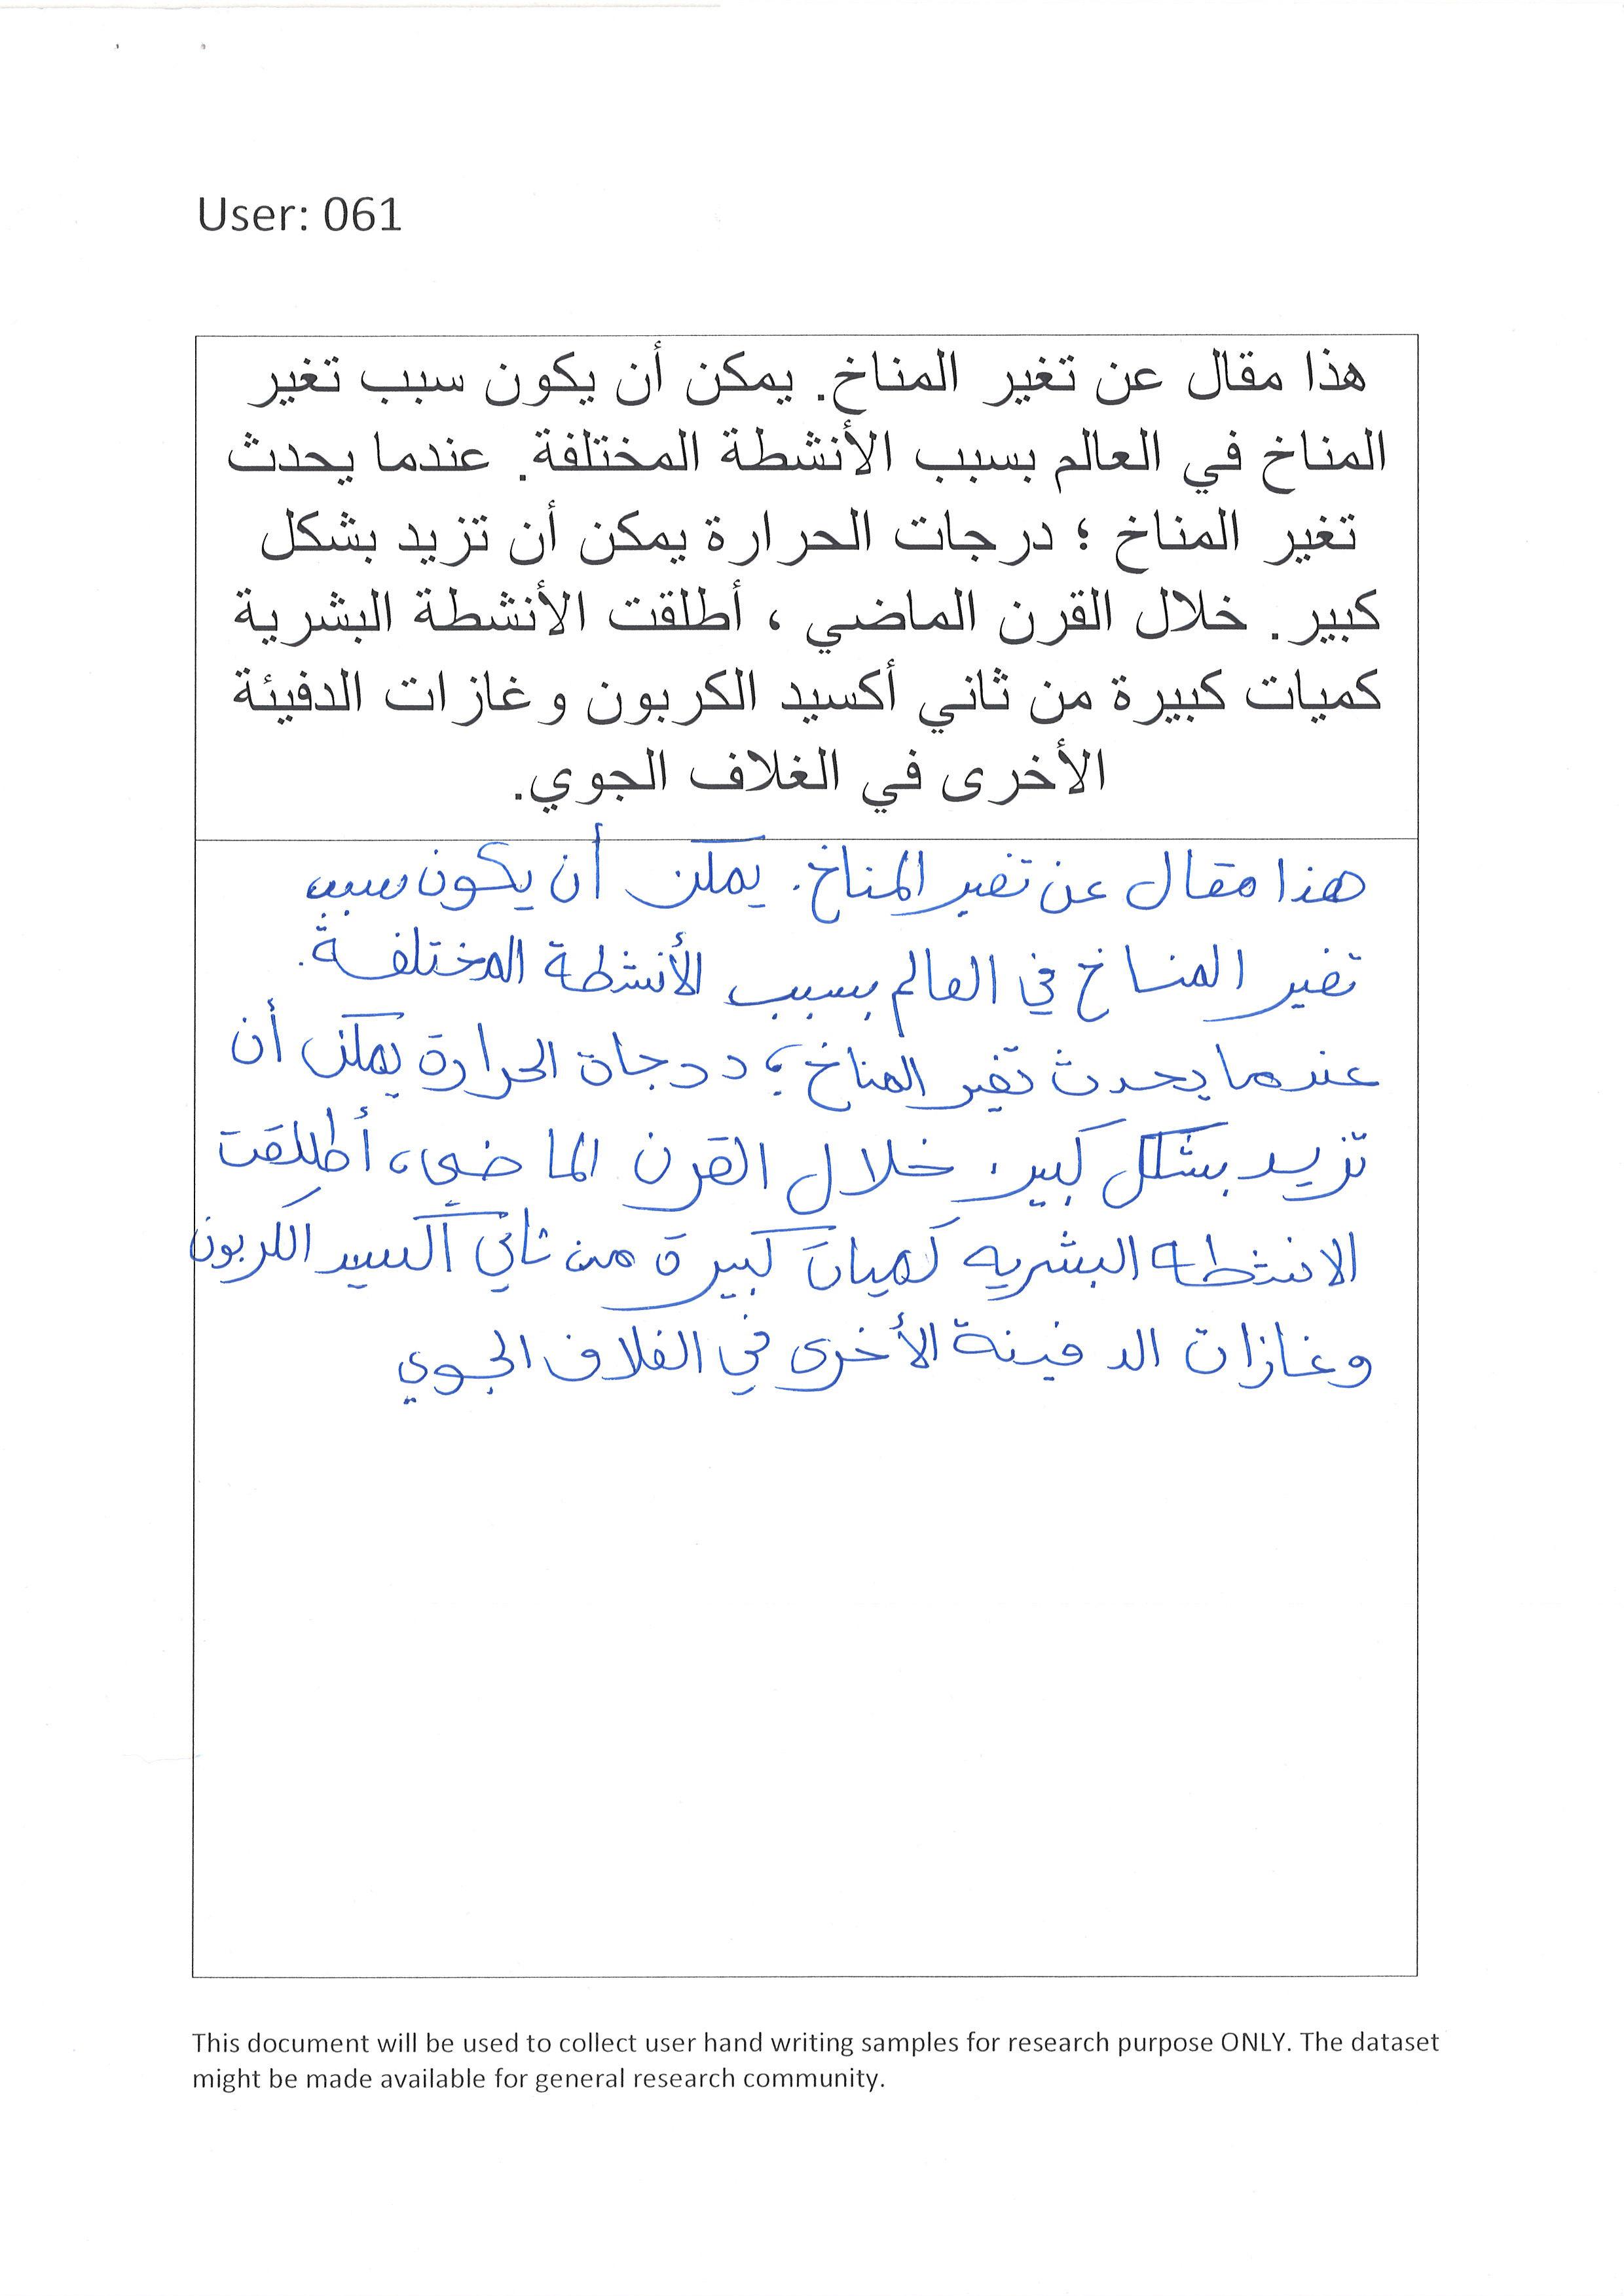 User: 061
هذا مقال عن تغير المناخ. يمكن أن يكون سبب تغير
المناخ في العالم بسبب الأنشطة المختلفة. عندما يحدث
تغير المناخ ؛ درجات الحرارة يمكن أن تزيد بشكل
كبير. خلال القرن الماضي ، أطلقت الأنشطة البشرية
كميات كبيرة من ثاني أكسيد الكربون وغازات الدفيئة
الأخرى في الغلاف الجوي.
هذا مقال عن تغير المناخ. يمكن أن يكون سبب
تغير المناخ في العالم بسبب الأنشطة المختلفة.
عندما يحدث تغير المناخ ؛ درجاة الحرارة يمكن أن
تزيد بشكل كبير. خلال القرن الماضي، أطلقت
الانشطه البشريه كميات كبيرة من ثاني أكسيد الكربون
وغازات الدفينة الأخرى في الغلاف الجوي
This document will be used to collect user hand writing samples for research purpose ONLY. The dataset
might be made available for general research community.